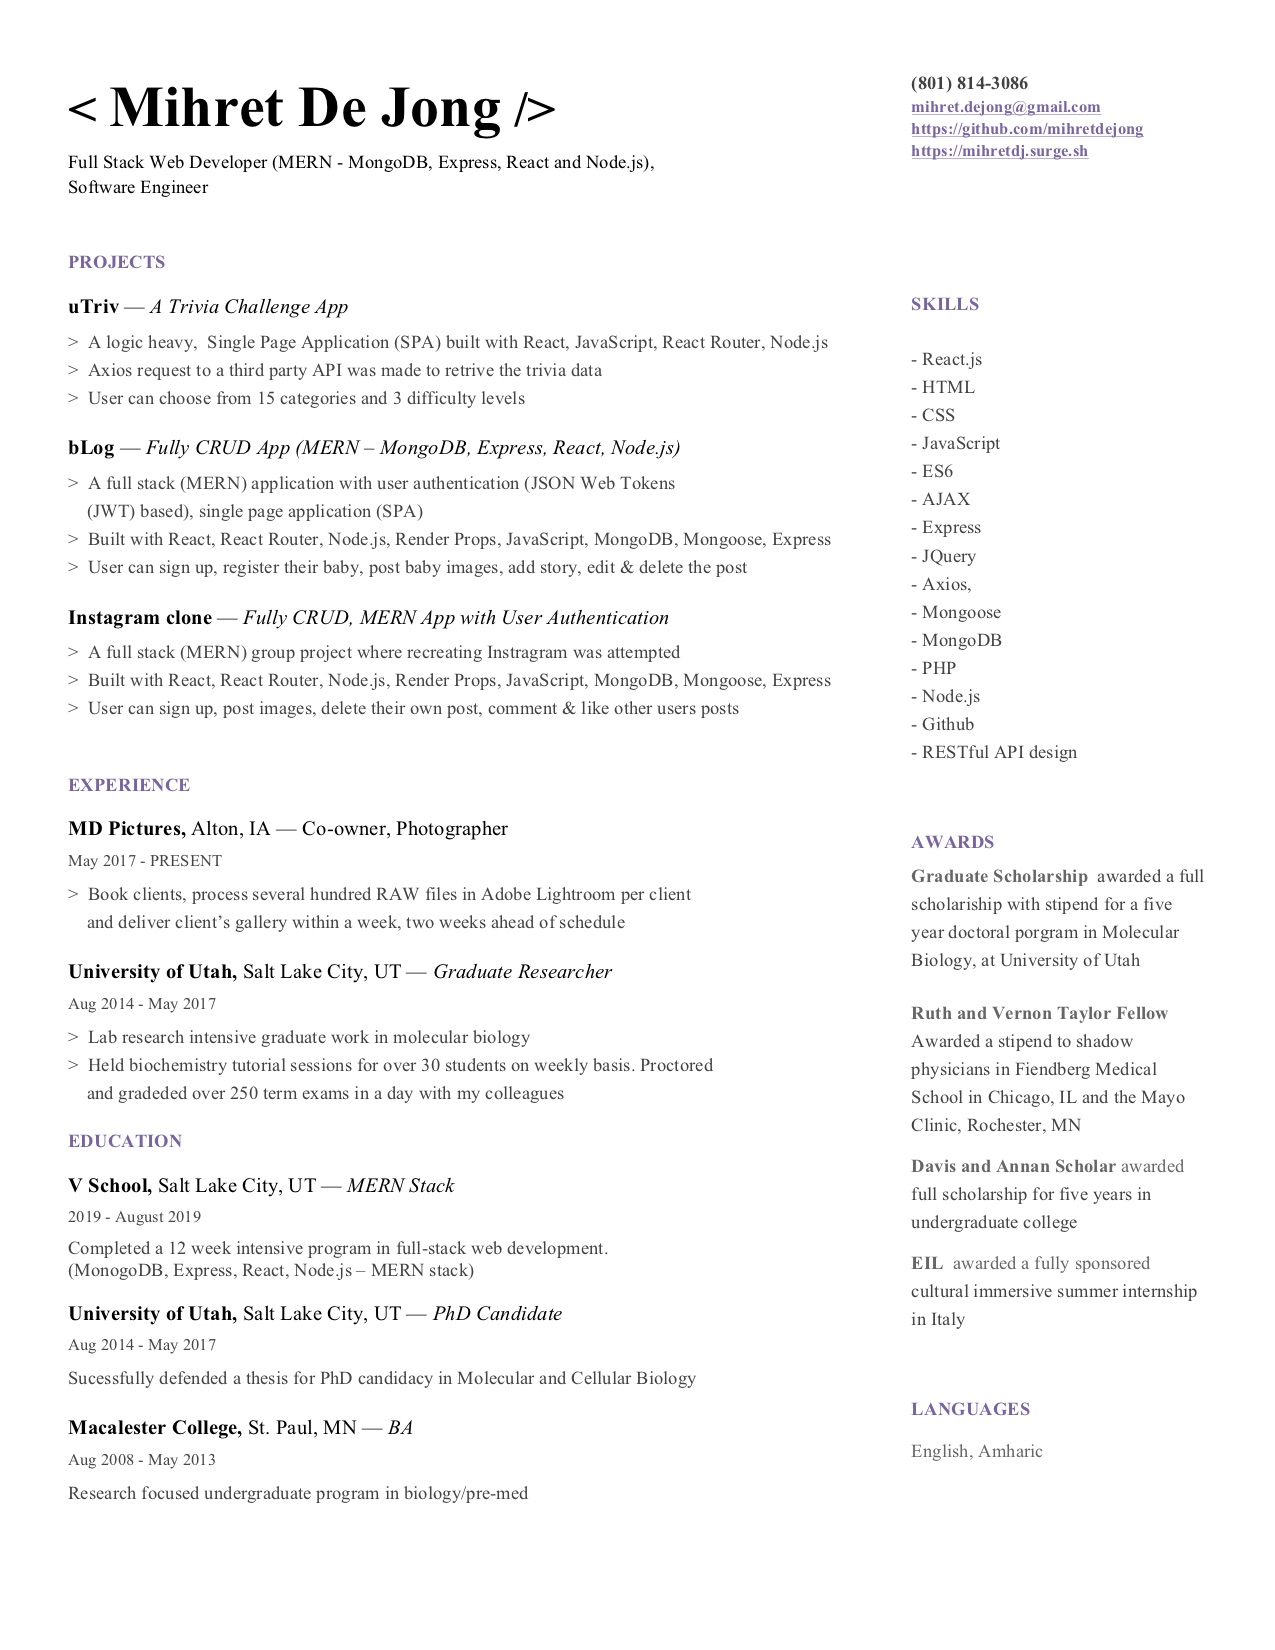 < Mihret De Jong />
Full Stack Web Developer (MERN - MongoDB, Express, React and Node.js),
Software Engineer
(801) 814-3086
mihret.dejong@gmail.com
https://github.com/mihretdejong
https://mihretdj.surge.sh
PROJECTS
uTriv — A Trivia Challenge App
> A logic heavy, Single Page Application (SPA) built with React, JavaScript, React Router, Node.js
> Axios request to a third party API was made to retrive the trivia data
> User can choose from 15 categories and 3 difficulty levels
bLog — Fully CRUD App (MERN – MongoDB, Express, React, Node.js)
> A full stack (MERN) application with user authentication (JSON Web Tokens
(JWT) based), single page application (SPA)
> Built with React, React Router, Node.js, Render Props, JavaScript, MongoDB, Mongoose, Express
> User can sign up, register their baby, post baby images, add story, edit & delete the post
Instagram clone — Fully CRUD, MERN App with User Authentication
> A full stack (MERN) group project where recreating Instragram was attempted
> Built with React, React Router, Node.js, Render Props, JavaScript, MongoDB, Mongoose, Express
> User can sign up, post images, delete their own post, comment & like other users posts
EXPERIENCE
MD Pictures, Alton, IA — Co-owner, Photographer
May 2017 - PRESENT
> Book clients, process several hundred RAW files in Adobe Lightroom per client
and deliver client’s gallery within a week, two weeks ahead of schedule
University of Utah, Salt Lake City, UT — Graduate Researcher
Aug 2014 - May 2017
> Lab research intensive graduate work in molecular biology
> Held biochemistry tutorial sessions for over 30 students on weekly basis. Proctored
and gradeded over 250 term exams in a day with my colleagues
EDUCATION
V School, Salt Lake City, UT — MERN Stack
2019 - August 2019
Completed a 12 week intensive program in full-stack web development.
(MonogoDB, Express, React, Node.js – MERN stack)
University of Utah, Salt Lake City, UT — PhD Candidate
Aug 2014 - May 2017
Sucessfully defended a thesis for PhD candidacy in Molecular and Cellular Biology
Macalester College, St. Paul, MN — BA
Aug 2008 - May 2013
Research focused undergraduate program in biology/pre-med
SKILLS
- React.js
- HTML
- CSS
- JavaScript
- ES6
- AJAX
- Express
- JQuery
- Axios,
- Mongoose
- MongoDB
- PHP
- Node.js
- Github
- RESTful API design
AWARDS
Graduate Scholarship awarded a full
scholariship with stipend for a five
year doctoral porgram in Molecular
Biology, at University of Utah
Ruth and Vernon Taylor Fellow
Awarded a stipend to shadow
physicians in Fiendberg Medical
School in Chicago, IL and the Mayo
Clinic, Rochester, MN
Davis and Annan Scholar awarded
full scholarship for five years in
undergraduate college
EIL awarded a fully sponsored
cultural immersive summer internship
in Italy
LANGUAGES
English, Amharic